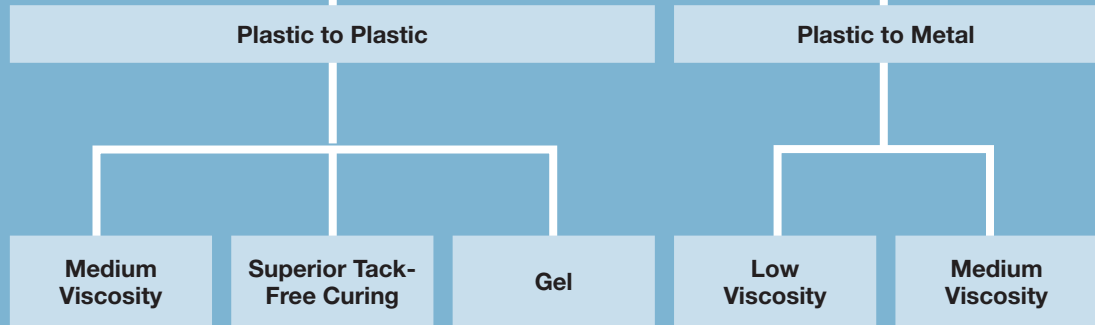 Plastic to Plastic
Plastic to Metal
Medium
Viscosity
Superior Tack-
Free Curing
Gel
Low
Viscosity
Medium
Viscosity